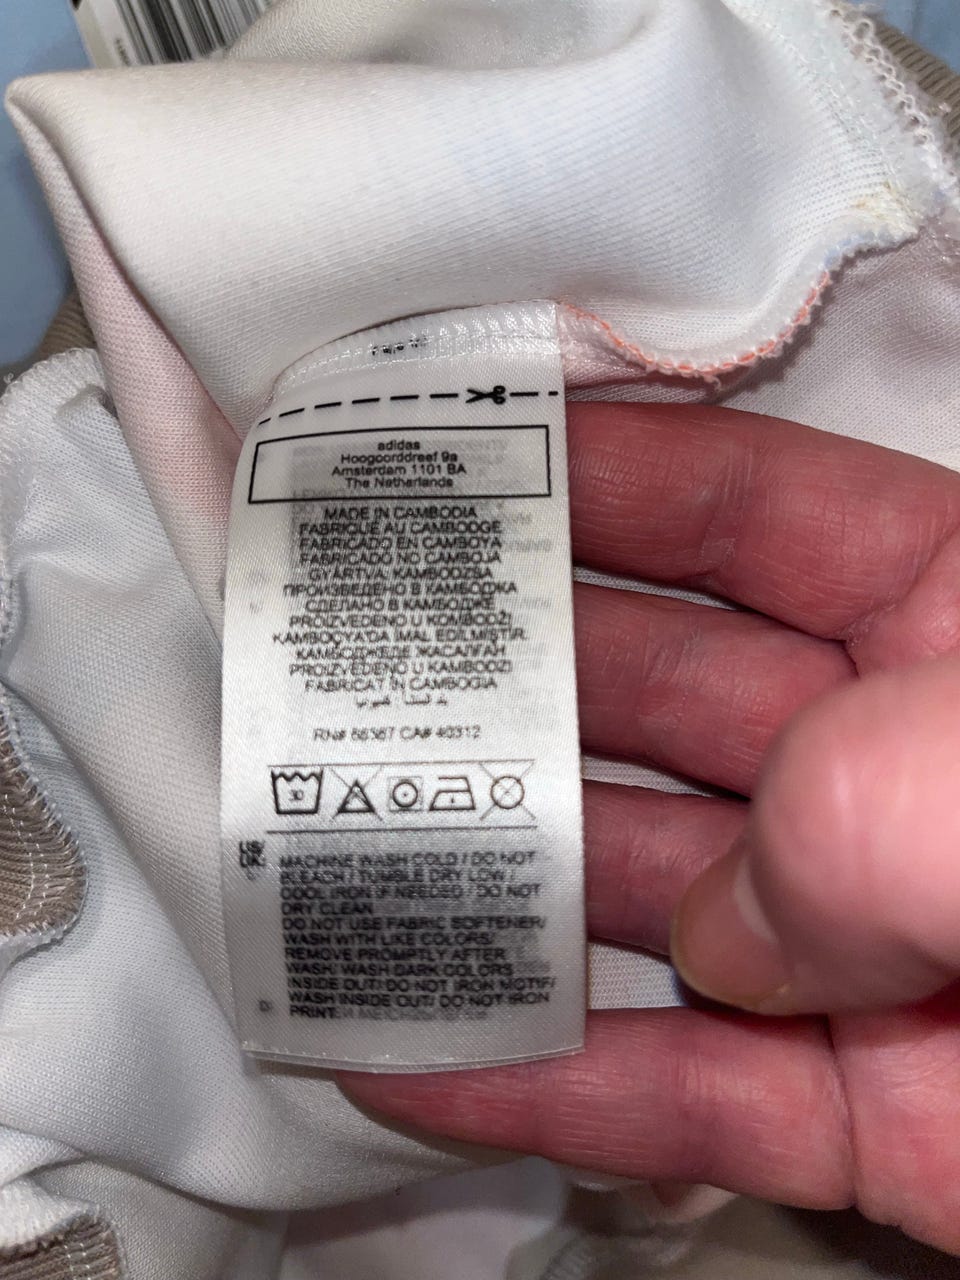 adidas
Hoogoorddreef 9a
Amsterdam 1101 BA
The Netherlands
MADE IN CAMBODIA
FABRIQUÉ AU CAMBODGE
FABRICADO EN CAMBOYA
FABRICADO NO CAMBOJA
GYÁRTVA: KAMBODZSA
ПРОИЗВЕДЕНО В КАМБОДЖА
СДЕЛАНО В КАМБОДЖЕ
PROIZVEDENO U KOMBODŽI
KAMBOÇYA'DA İMAL EDİLMİŞTİR.
КАМБОДЖЕДЕ ЖАСАЛҒАН
PROIZVEDENO U KAMBODŽI
FABRICAT ÎN CAMBOGIA
RN# 88387 CA# 40312
30
US/ MACHINE WASH COLD / DO NOT
UK: BLEACH / TUMBLE DRY LOW /
COOL IRON IF NEEDED / DO NOT
DRY CLEAN
DO NOT USE FABRIC SOFTENER/
WASH WITH LIKE COLORS/
REMOVE PROMPTLY AFTER
WASH/ WASH DARK COLORS
INSIDE OUT/ DO NOT IRON MOTIF/
WASH INSIDE OUT/ DO NOT IRON
PRINT